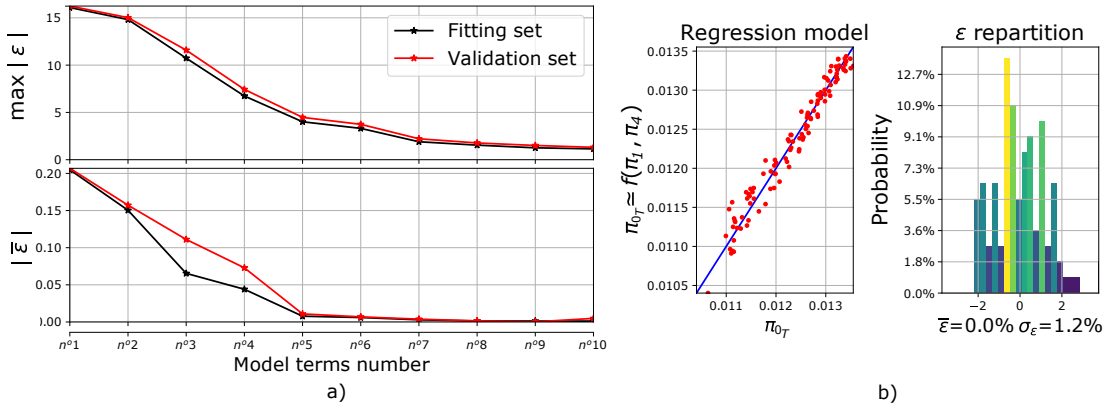 max | ε |
15
10
5
0
Fitting set
Validation set
| ε̅ |
0.20
0.15
0.10
0.05
0.00
nº1 nº2 nº3 nº4 nº5 nº6 nº7 nº8 nº9 nº10
Model terms number
a)
Regression model
π0T ≃ f(π1, π4)
0.0135
0.0130
0.0125
0.0120
0.0115
0.0110
0.0105
0.011 0.012 0.013
π0T
ε repartition
Probability
12.7%
10.9%
9.1%
7.3%
5.4%
3.6%
1.8%
0.0%
−2 0 2
ε̅=0.0% σε=1.2%
b)